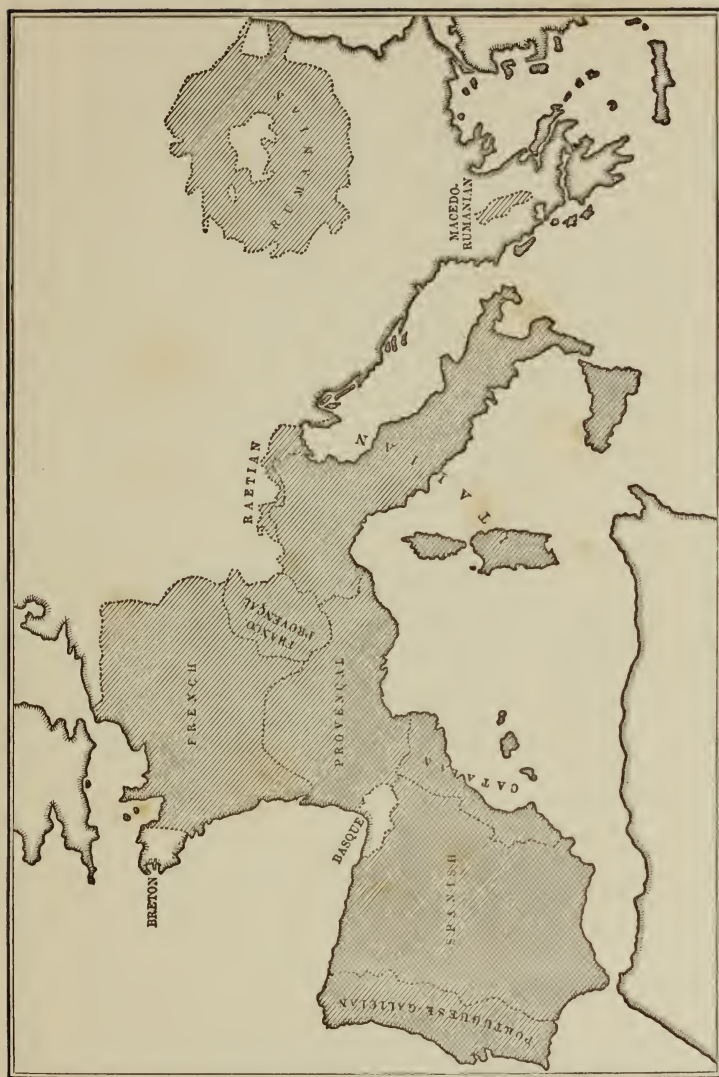 BRETON
FRENCH
FRANCO
PROVENÇAL
RAETIAN
RUMANIAN
BASQUE
PROVENÇAL
ITALIAN
MACEDO-
RUMANIAN
PORTUGUESE-GALICIAN
SPANISH
CATALAN